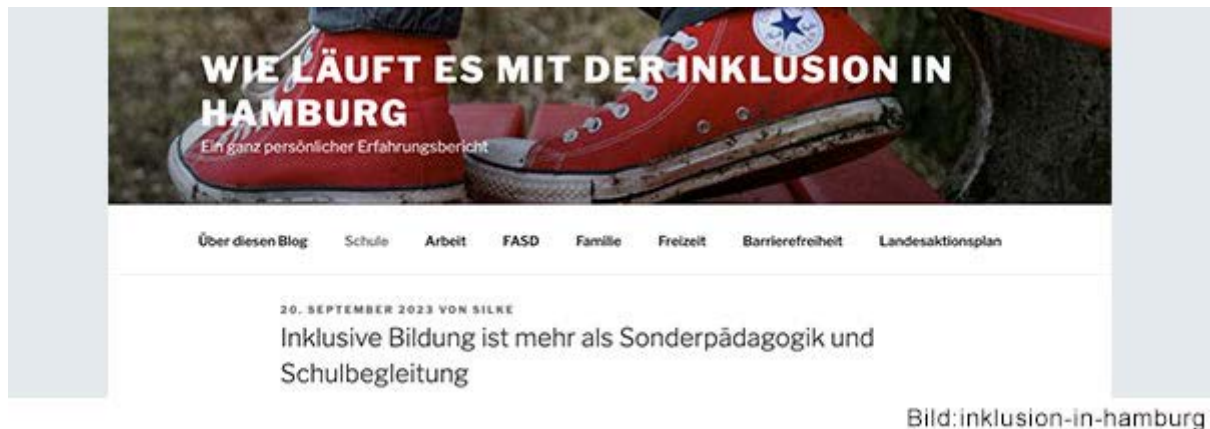 ALL STAR
WIE LÄUFT ES MIT DER INKLUSION IN
HAMBURG
Ein ganz persönlicher Erfahrungsbericht
Über diesen Blog Schule Arbeit FASD Familie Freizeit Barrierefreiheit Landesaktionsplan
20. SEPTEMBER 2023 VON SILKE
Inklusive Bildung ist mehr als Sonderpädagogik und
Schulbegleitung
Bild:inklusion-in-hamburg